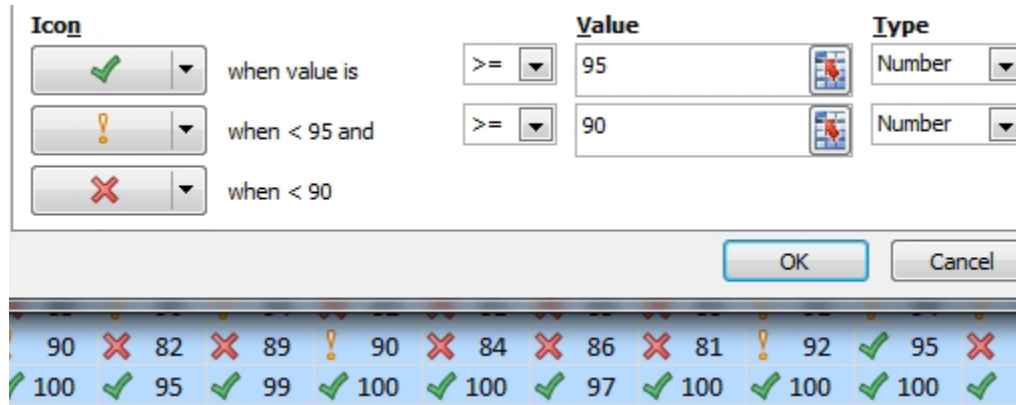 Icon Value Type
when value is >= 95 Number
when < 95 and >= 90 Number
when < 90
OK Cancel
90 82 89 90 84 86 81 92 95
100 95 99 100 100 97 100 100 100